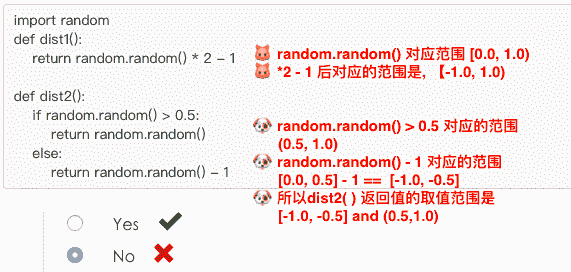 import random
def dist1():
return random.random() * 2 - 1
random.random() 对应范围 [0.0, 1.0)
*2 - 1 后对应的范围是, 【-1.0, 1.0)
def dist2():
if random.random() > 0.5:
return random.random()
else:
return random.random() - 1
random.random() > 0.5 对应的范围
(0.5, 1.0)
random.random() - 1 对应的范围
[0.0, 0.5] - 1 == [-1.0, -0.5]
所以dist2( ) 返回值的取值范围是
[-1.0, -0.5] and (0.5,1.0)
Yes
No